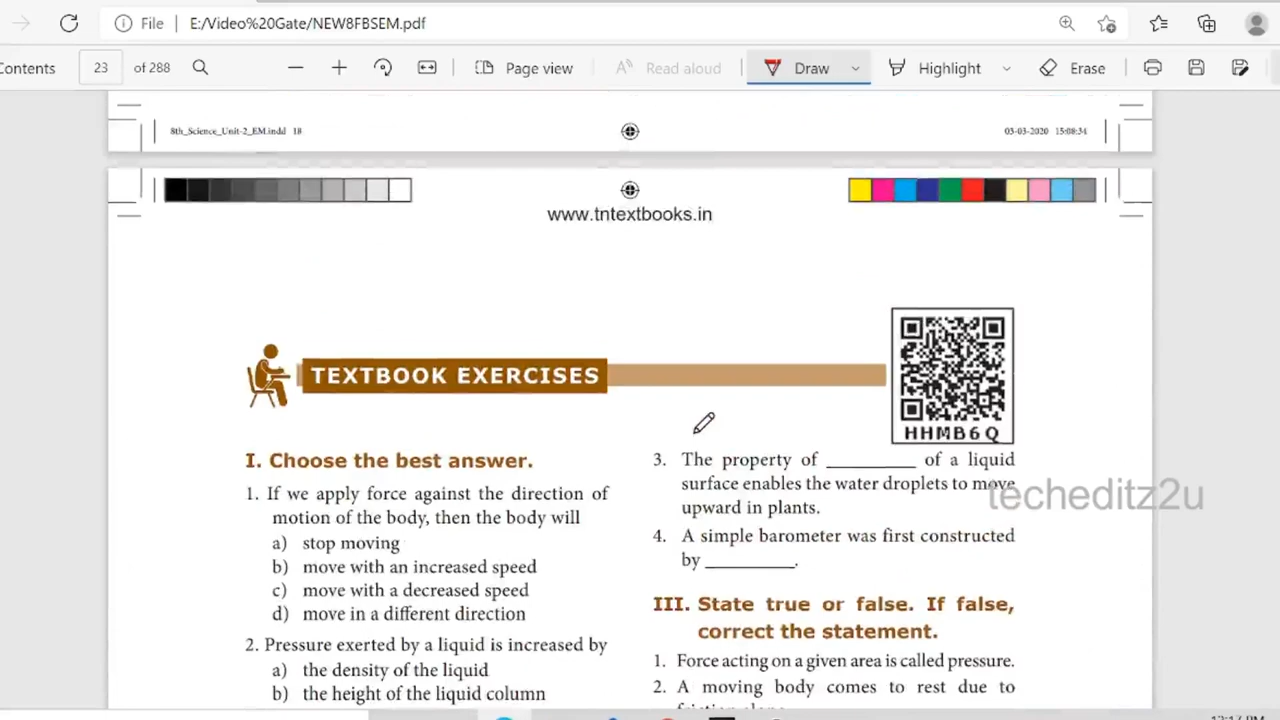 File
E:/Video%20Gate/NEW8FBSEM.pdf
ontents
23
of 288
Page view
Read aloud
Draw
Highlight
Erase
8th_Science_Unit-2_EM.indd 18
03-03-2020 15:08:34
www.tntextbooks.in
TEXTBOOK EXERCISES
HHMB6Q
I. Choose the best answer.
1. If we apply force against the direction of
motion of the body, then the body will
a) stop moving
b) move with an increased speed
c) move with a decreased speed
d) move in a different direction
2. Pressure exerted by a liquid is increased by
a) the density of the liquid
b) the height of the liquid column
3. The property of __________ of a liquid
surface enables the water droplets to move
upward in plants.
4. A simple barometer was first constructed
by __________.
III. State true or false. If false,
correct the statement.
1. Force acting on a given area is called pressure.
2. A moving body comes to rest due to
techeditz2u